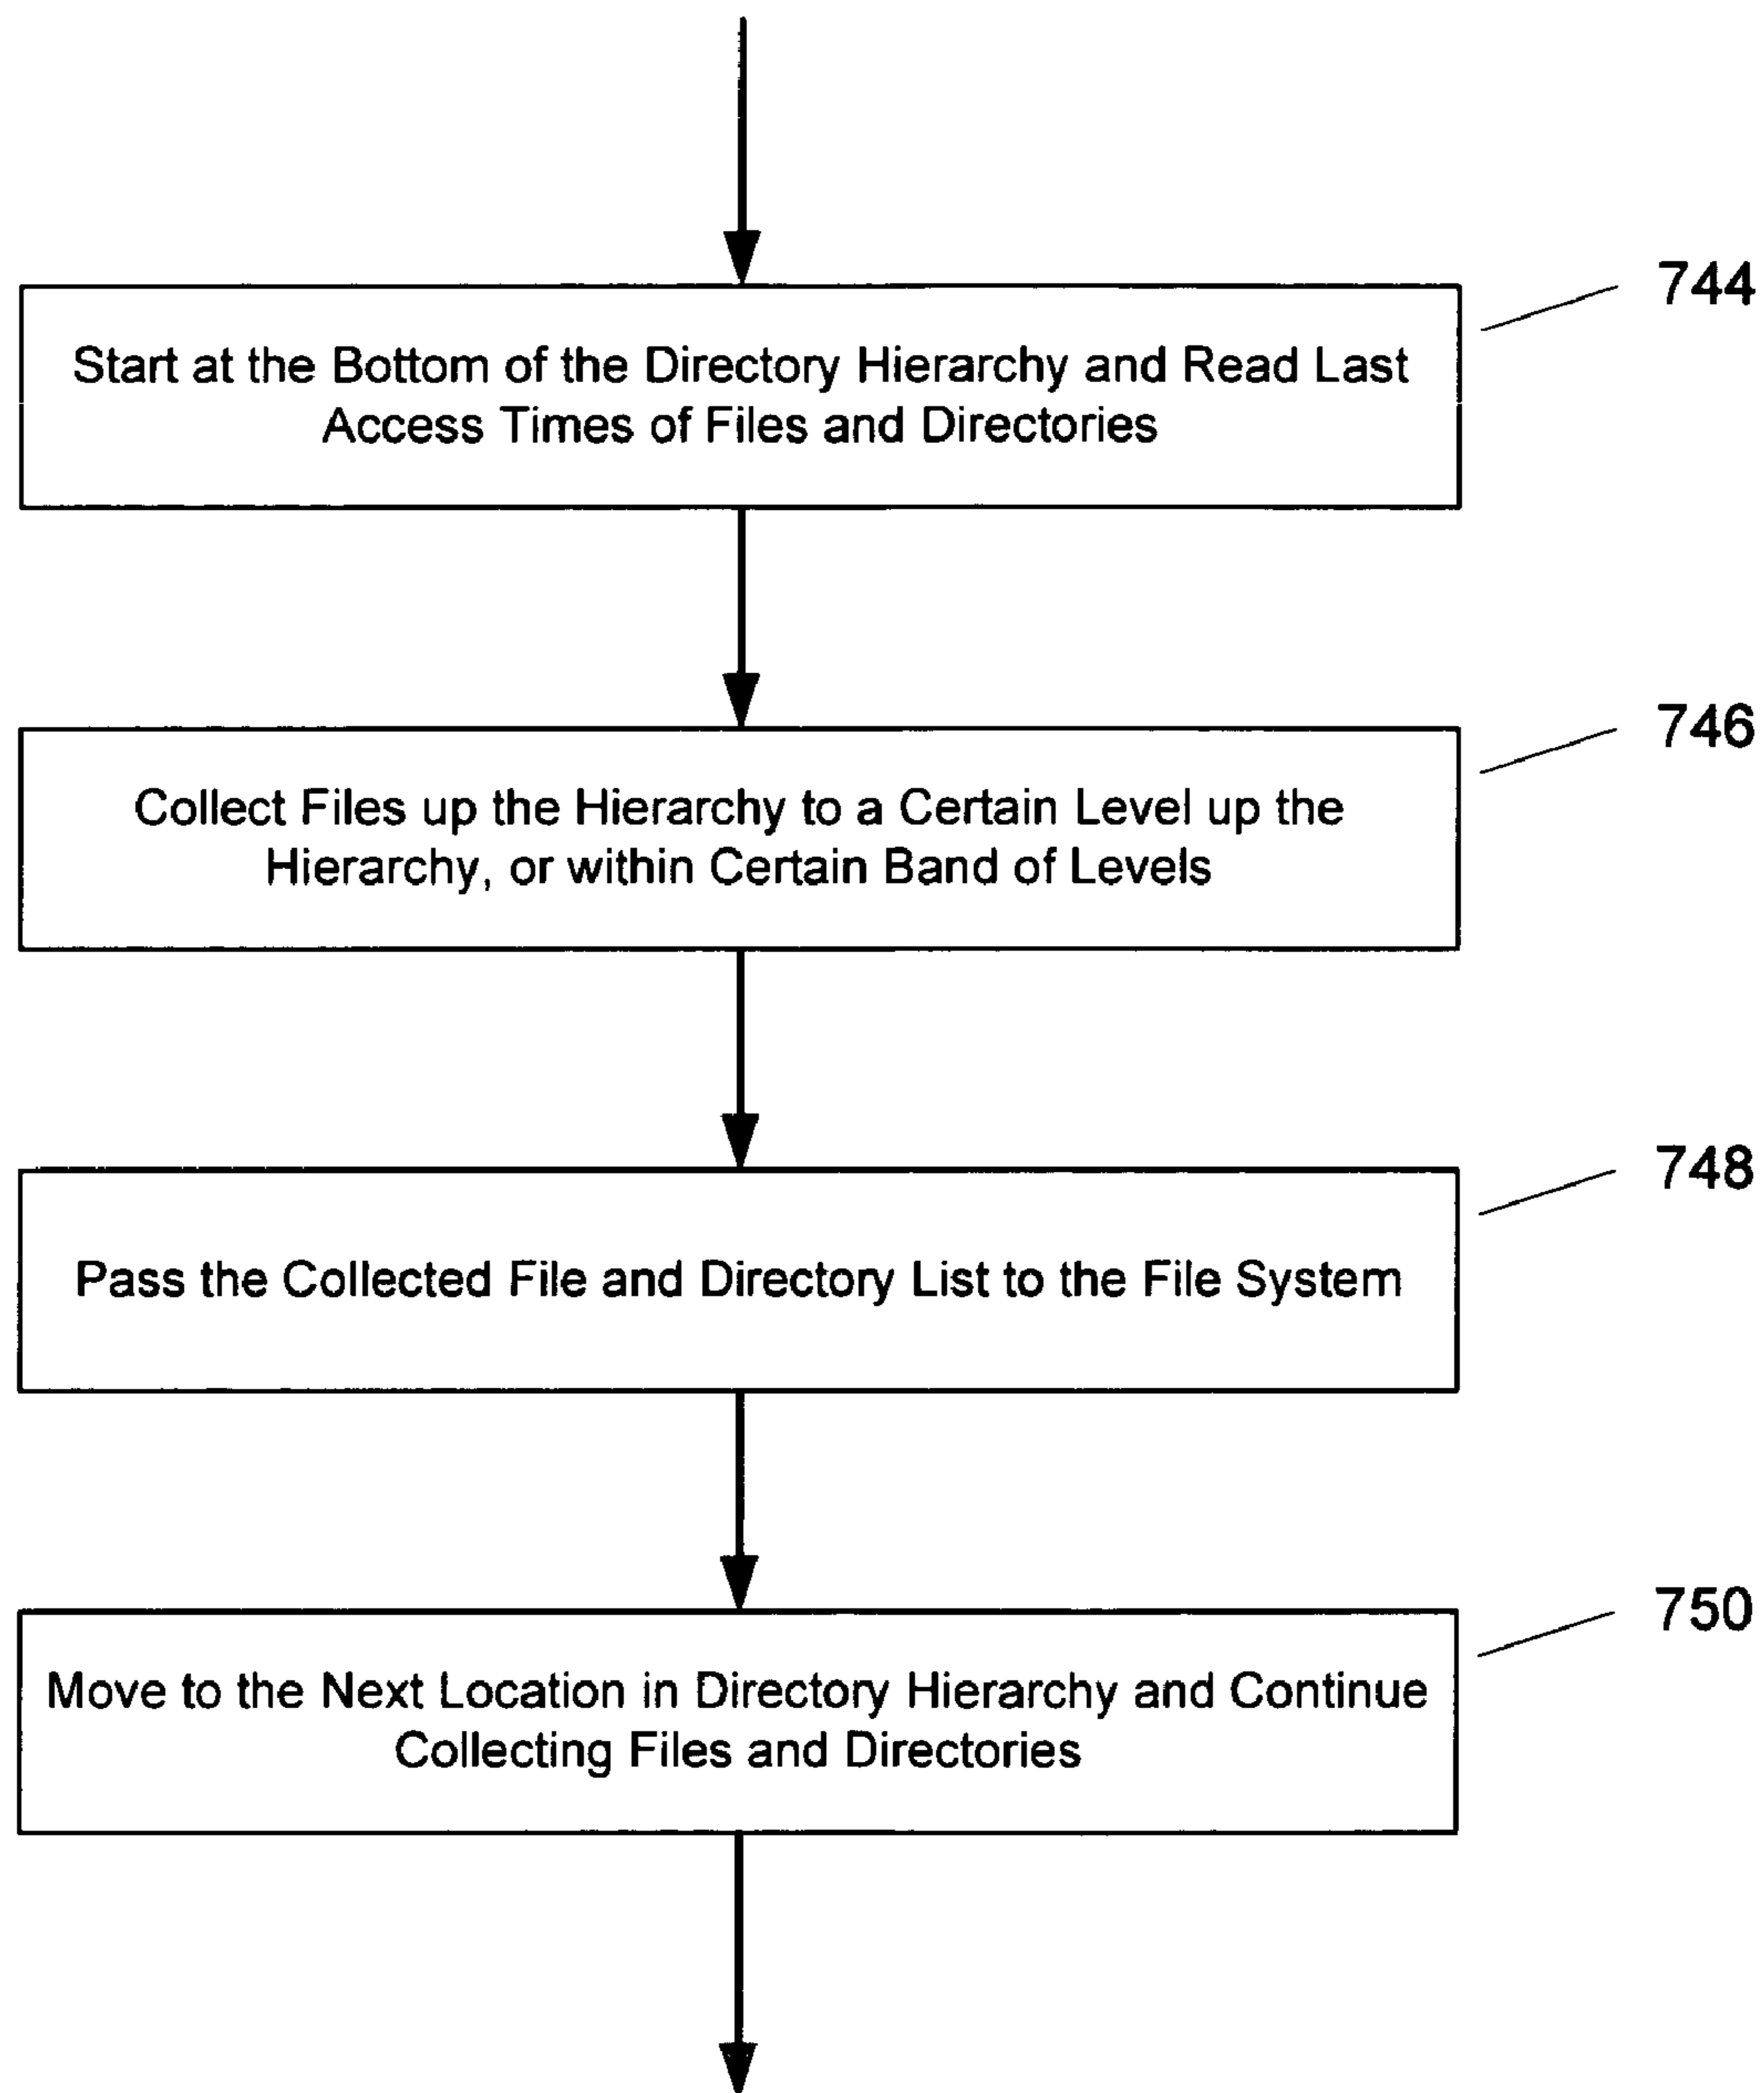 744
Start at the Bottom of the Directory Hierarchy and Read Last
Access Times of Files and Directories
746
Collect Files up the Hierarchy to a Certain Level up the
Hierarchy, or within Certain Band of Levels
748
Pass the Collected File and Directory List to the File System
750
Move to the Next Location in Directory Hierarchy and Continue
Collecting Files and Directories